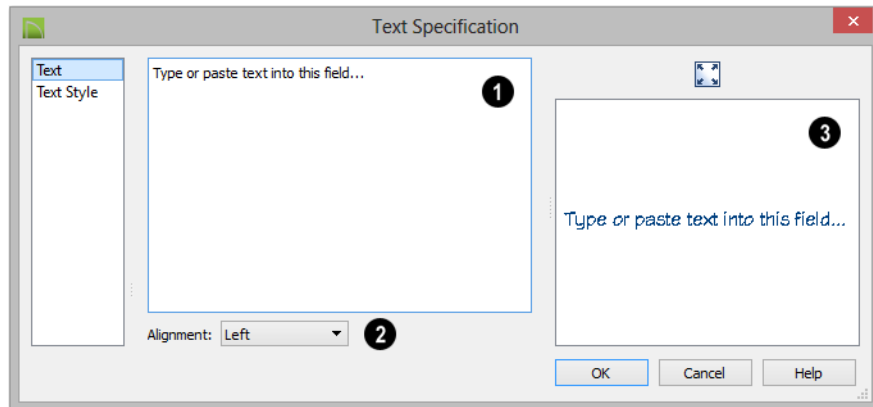 Text Specification
×
Text
Text Style
Type or paste text into this field...
1
Alignment: Left
2
3
Type or paste text into this field...
OK
Cancel
Help